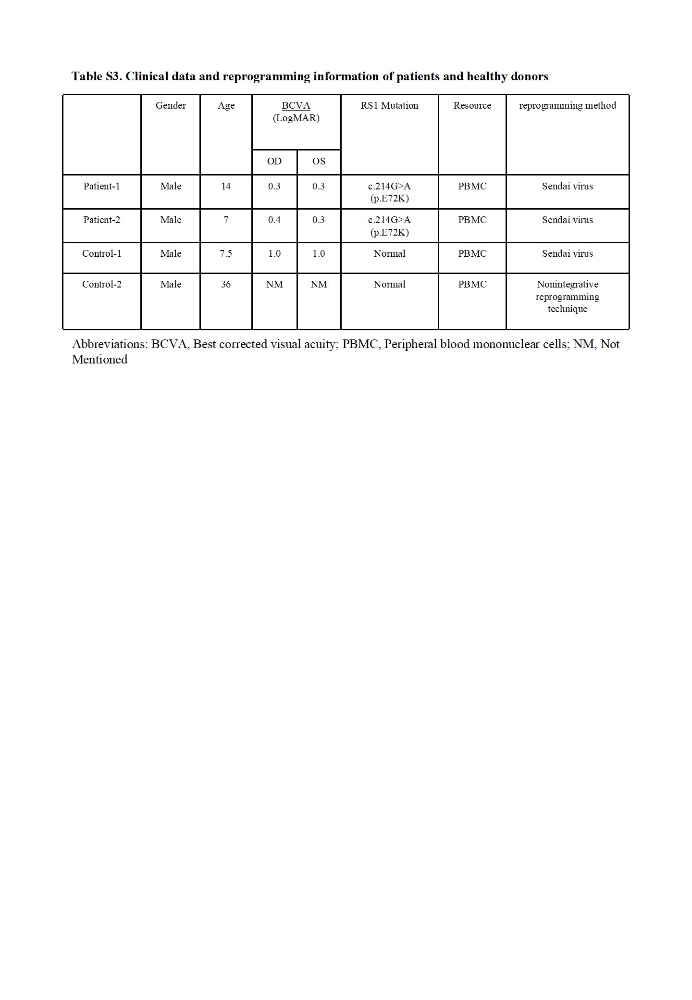 Table S3. Clinical data and reprogramming information of patients and healthy donors
Gender Age BCVA RS1 Mutation Resource reprogramming method
(LogMAR)
OD OS
Patient-1 Male 14 0.3 0.3 c.214G>A PBMC Sendai virus
(p.E72K)
Patient-2 Male 7 0.4 0.3 c.214G>A PBMC Sendai virus
(p.E72K)
Control-1 Male 7.5 1.0 1.0 Normal PBMC Sendai virus
Control-2 Male 36 NM NM Normal PBMC Nonintegrative
reprogramming
technique
Abbreviations: BCVA, Best corrected visual acuity; PBMC, Peripheral blood mononuclear cells; NM, Not
Mentioned